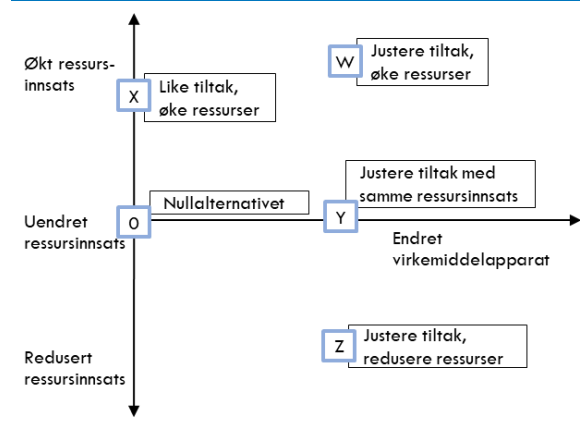 Økt ressurs-
innsats
X
Like tiltak,
øke ressurser
W
Justere tiltak,
øke ressurser
Uendret
ressursinnsats
0
Nullalternativet
Y
Justere tiltak med
samme ressursinnsats
Endret
virkemiddelapparat
Redusert
ressursinnsats
Z
Justere tiltak,
redusere ressurser